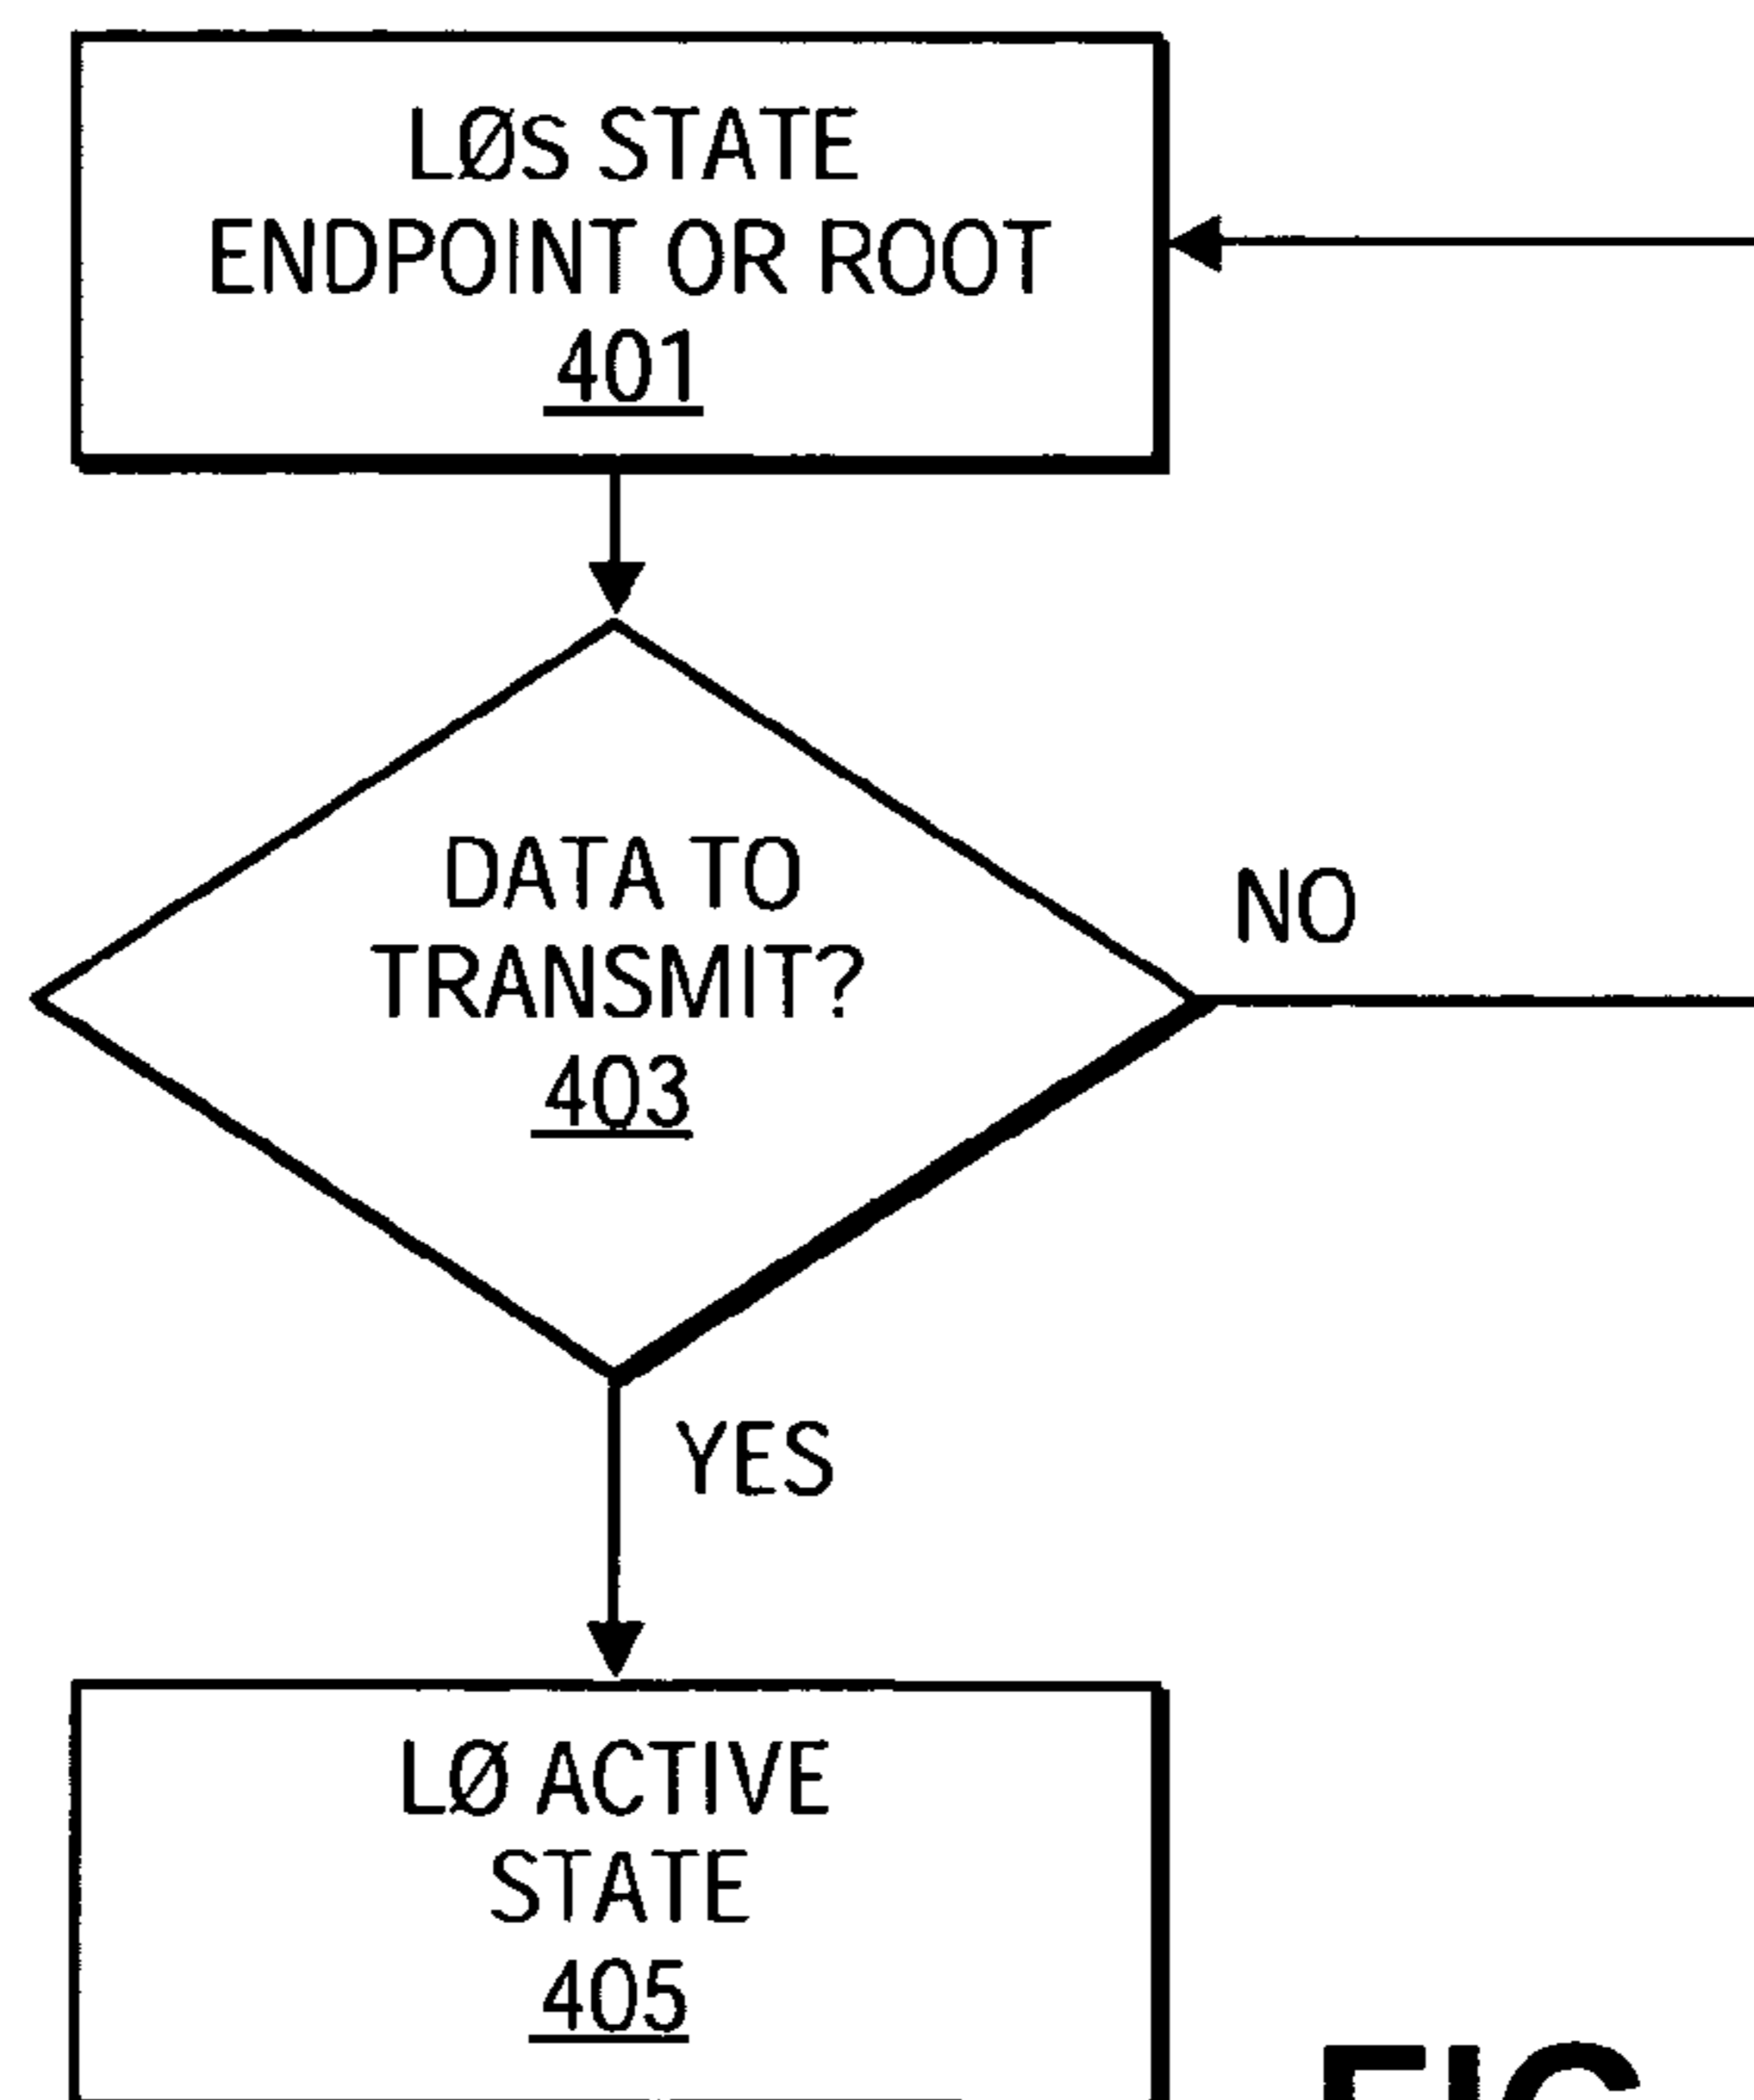 LØs STATE
ENDPOINT OR ROOT
401
DATA TO
TRANSMIT?
403
NO
YES
LØ ACTIVE
STATE
405